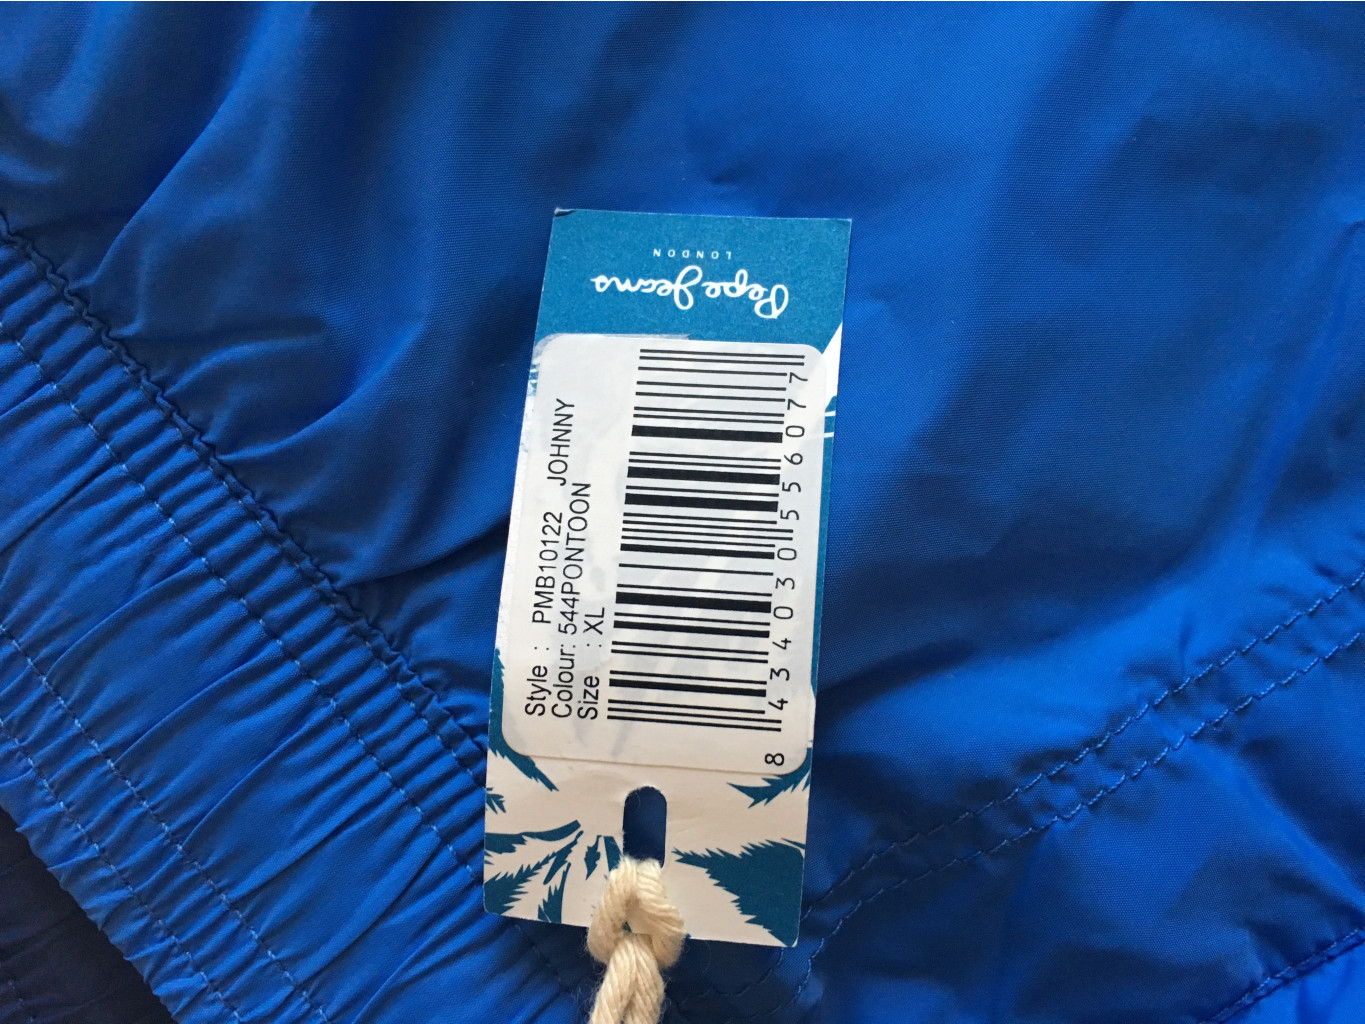 Pepe Jeans
LONDON
Style : PMB10122 JOHNNY
Colour: 544PONTOON
Size : XL
8 434030 556077